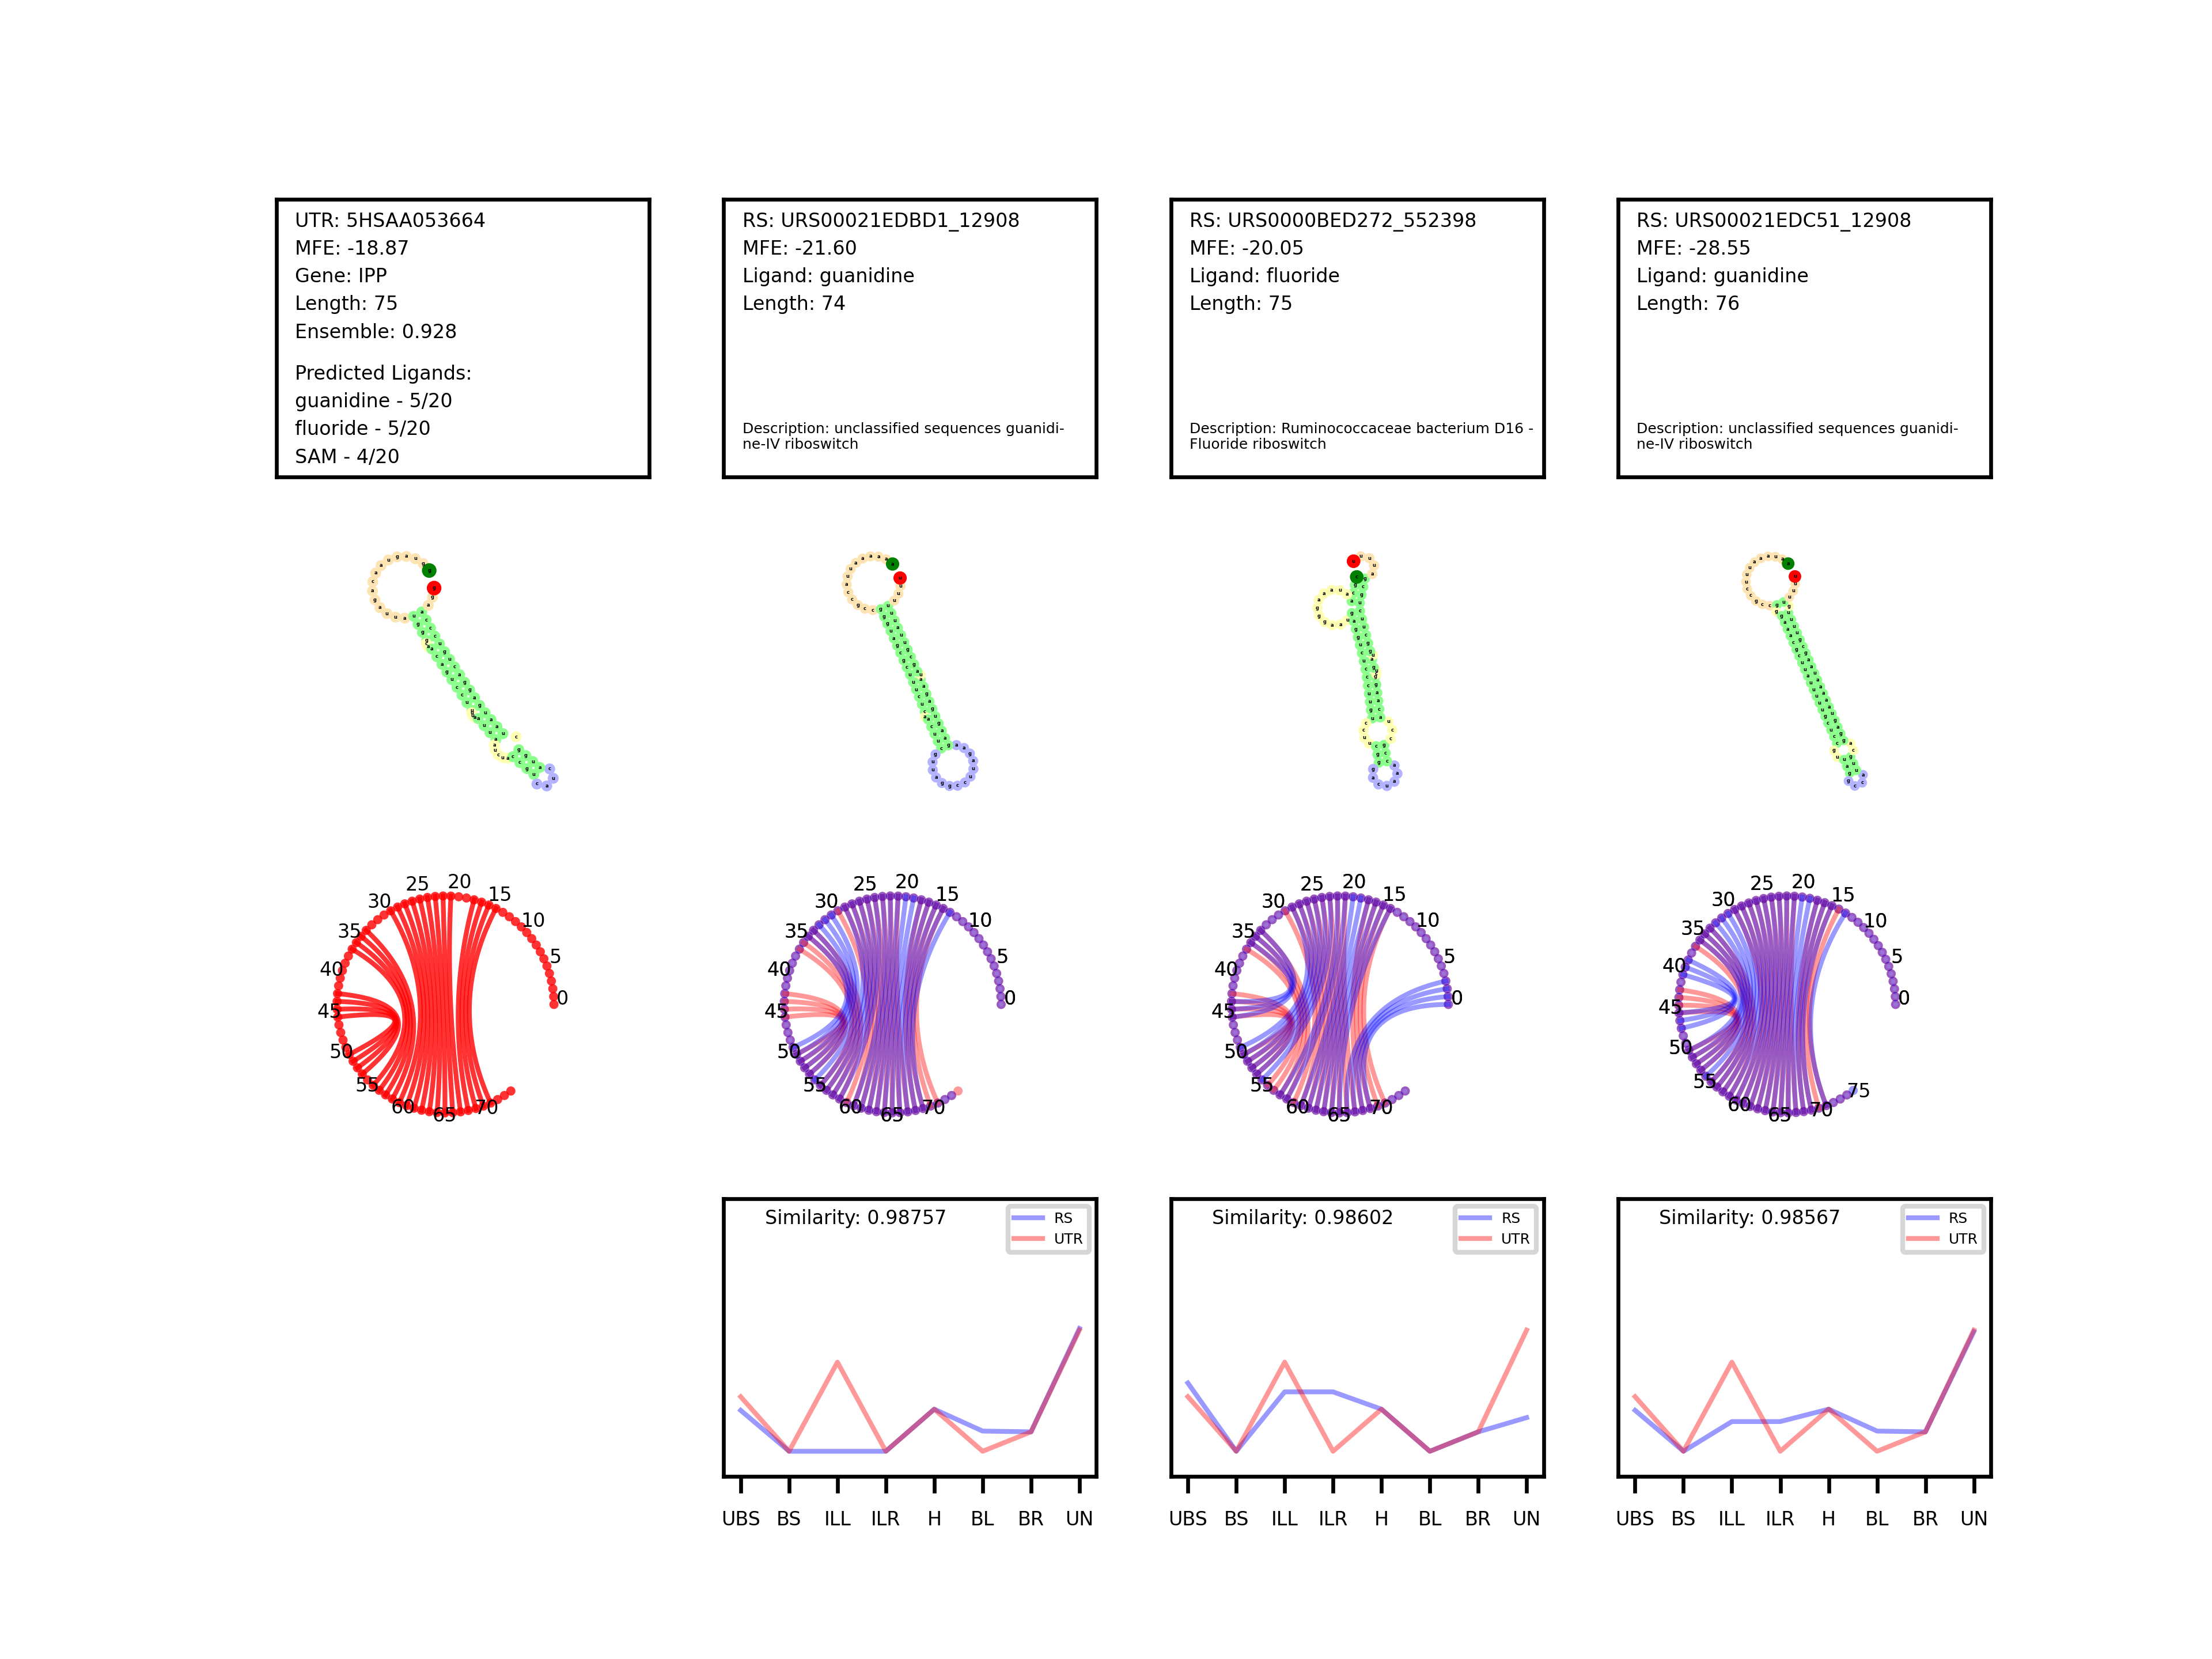 UTR: 5HSAA053664
MFE: -18.87
Gene: IPP
Length: 75
Ensemble: 0.928
Predicted Ligands:
guanidine - 5/20
fluoride - 5/20
SAM - 4/20
RS: URS00021EDBD1_12908
MFE: -21.60
Ligand: guanidine
Length: 74
Description: unclassified sequences guanidi-
ne-IV riboswitch
RS: URS0000BED272_552398
MFE: -20.05
Ligand: fluoride
Length: 75
Description: Ruminococcaceae bacterium D16 -
Fluoride riboswitch
RS: URS00021EDC51_12908
MFE: -28.55
Ligand: guanidine
Length: 76
Description: unclassified sequences guanidi-
ne-IV riboswitch
0
5
10
15
20
25
30
35
40
45
50
55
60
65
70
0
5
10
15
20
25
30
35
40
45
50
55
60
65
70
0
5
10
15
20
25
30
35
40
45
50
55
60
65
70
0
5
10
15
20
25
30
35
40
45
50
55
60
65
70
75
Similarity: 0.98757
RS
UTR
UBS BS ILL ILR H BL BR UN
Similarity: 0.98602
RS
UTR
UBS BS ILL ILR H BL BR UN
Similarity: 0.98567
RS
UTR
UBS BS ILL ILR H BL BR UN